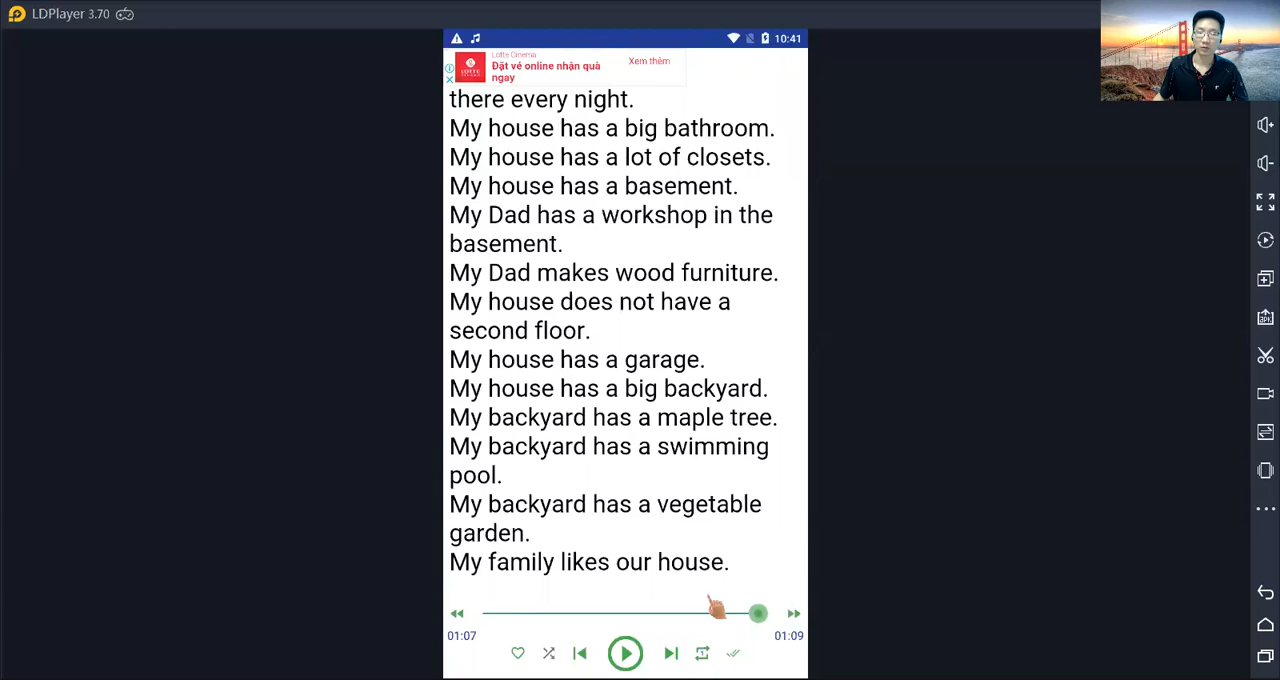 LDPlayer 3.70
10:41
Lotte Cinema
Đặt vé online nhận quà
ngay
Xem thêm
LOTTE
there every night.
My house has a big bathroom.
My house has a lot of closets.
My house has a basement.
My Dad has a workshop in the
basement.
My Dad makes wood furniture.
My house does not have a
second floor.
My house has a garage.
My house has a big backyard.
My backyard has a maple tree.
My backyard has a swimming
pool.
My backyard has a vegetable
garden.
My family likes our house.
01:07
01:09